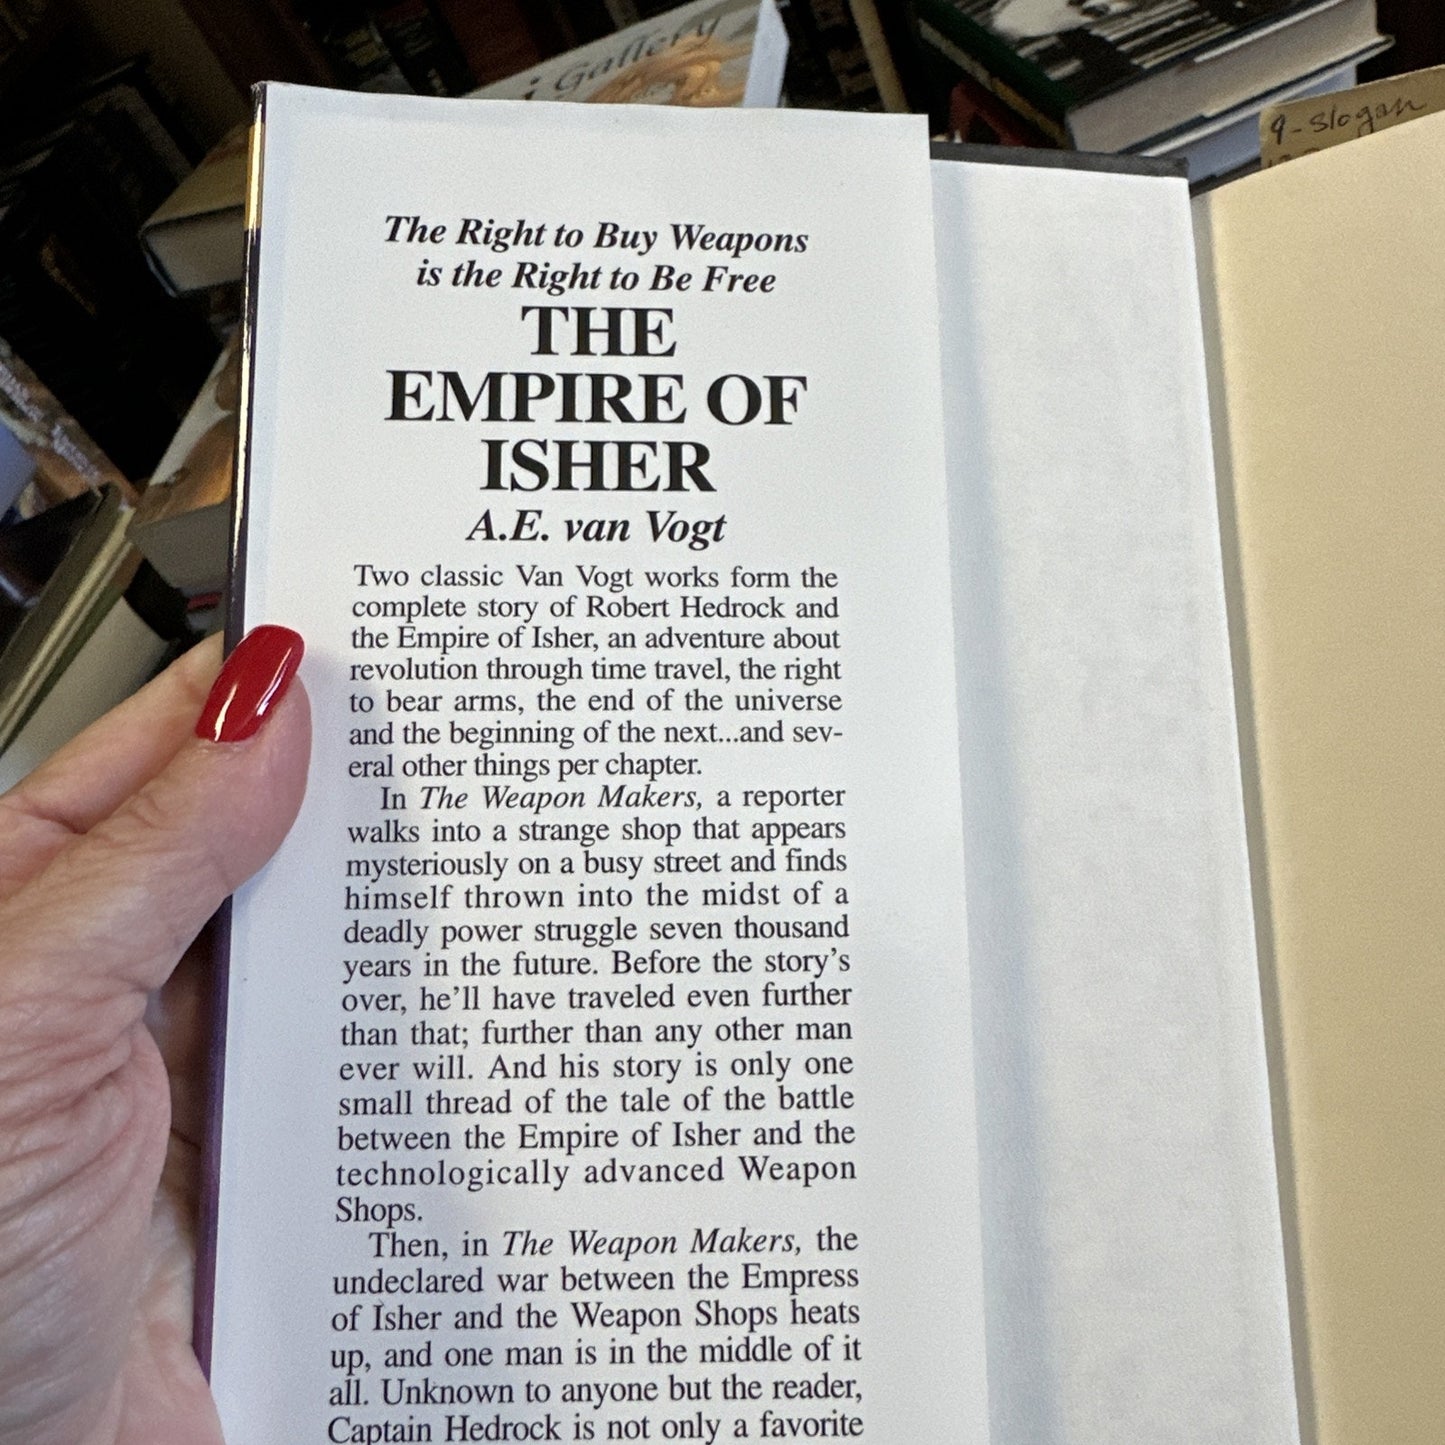 Gallery
9-Slogan
The Right to Buy Weapons
is the Right to Be Free
THE
EMPIRE OF
ISHER
A.E. van Vogt
Two classic Van Vogt works form the
complete story of Robert Hedrock and
the Empire of Isher, an adventure about
revolution through time travel, the right
to bear arms, the end of the universe
and the beginning of the next...and sev-
eral other things per chapter.
In The Weapon Makers, a reporter
walks into a strange shop that appears
mysteriously on a busy street and finds
himself thrown into the midst of a
deadly power struggle seven thousand
years in the future. Before the story's
over, he'll have traveled even further
than that; further than any other man
ever will. And his story is only one
small thread of the tale of the battle
between the Empire of Isher and the
technologically advanced Weapon
Shops.
Then, in The Weapon Makers, the
undeclared war between the Empress
of Isher and the Weapon Shops heats
up, and one man is in the middle of it
all. Unknown to anyone but the reader,
Captain Hedrock is not only a favorite